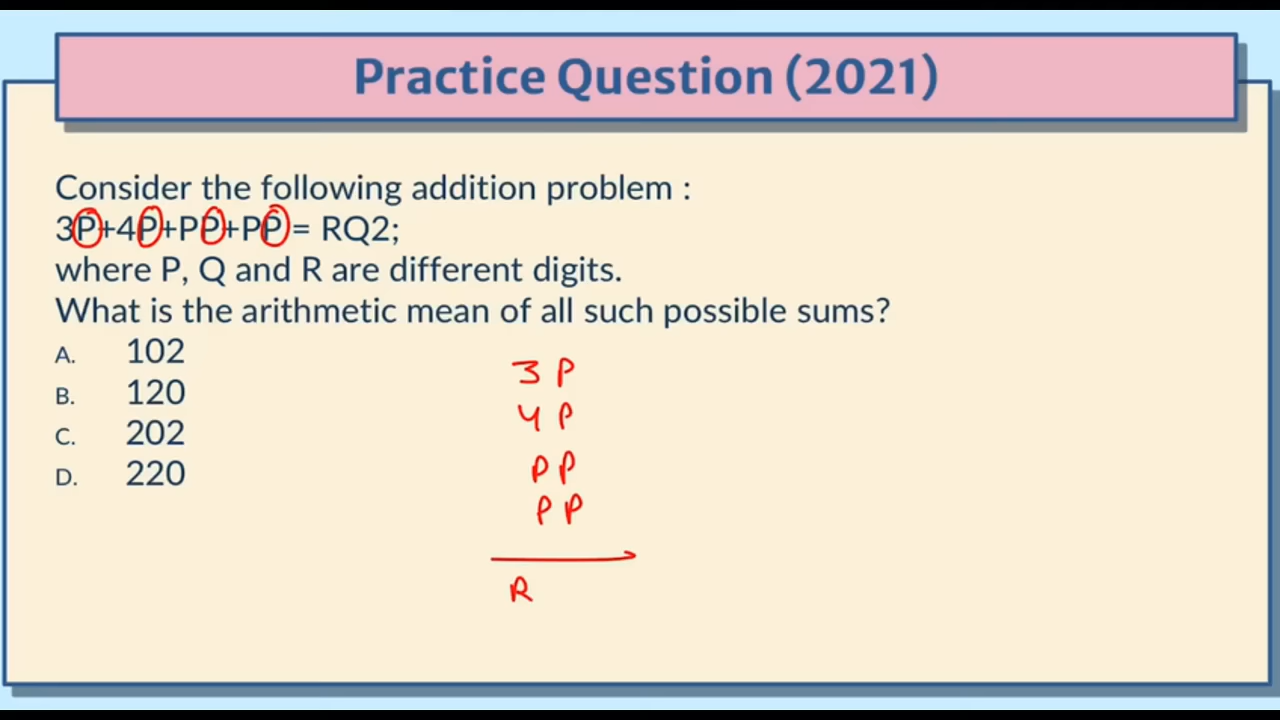 Practice Question (2021)
Consider the following addition problem :
3P+4P+PP+PP = RQ2;
where P, Q and R are different digits.
What is the arithmetic mean of all such possible sums?
A. 102
B. 120
C. 202
D. 220
3 P
4 P
P P
P P
R